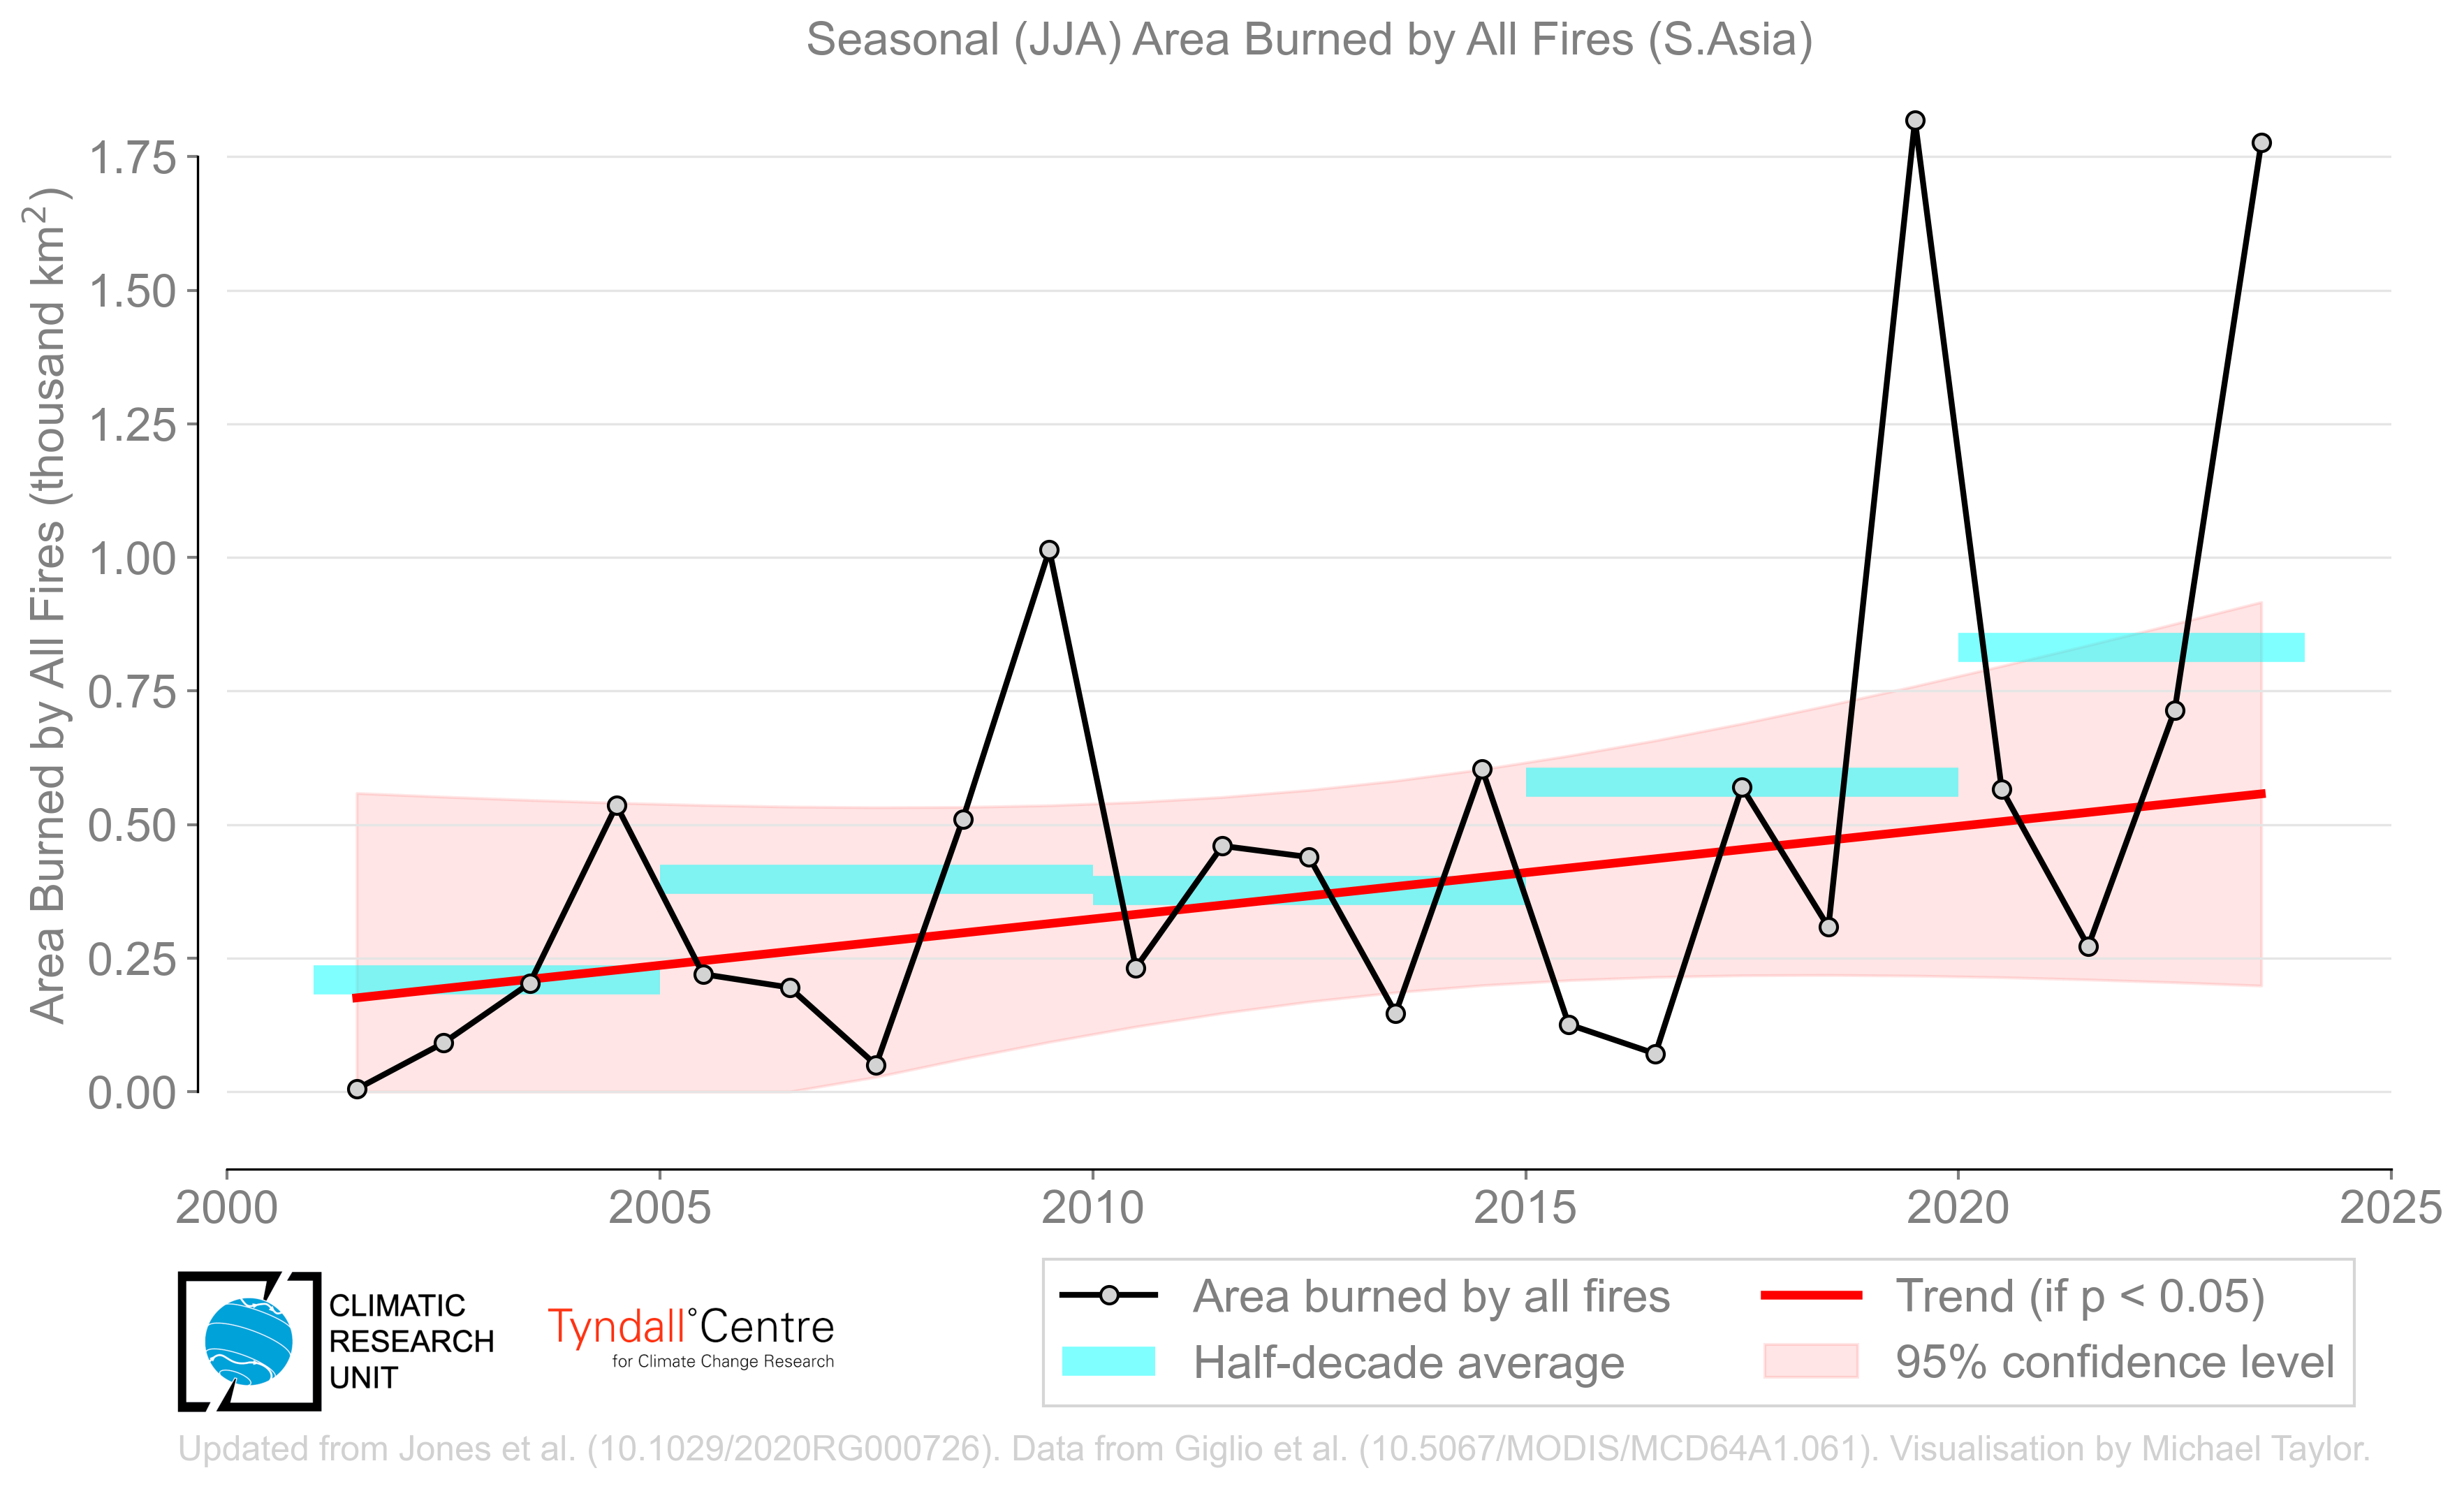 Seasonal (JJA) Area Burned by All Fires (S.Asia)
Area Burned by All Fires (thousand km²)
1.75
1.50
1.25
1.00
0.75
0.50
0.25
0.00
2000 2005 2010 2015 2020 2025
CLIMATIC
RESEARCH
UNIT
Tyndall°Centre
for Climate Change Research
Area burned by all fires
Half-decade average
Trend (if p < 0.05)
95% confidence level
Updated from Jones et al. (10.1029/2020RG000726). Data from Giglio et al. (10.5067/MODIS/MCD64A1.061). Visualisation by Michael Taylor.